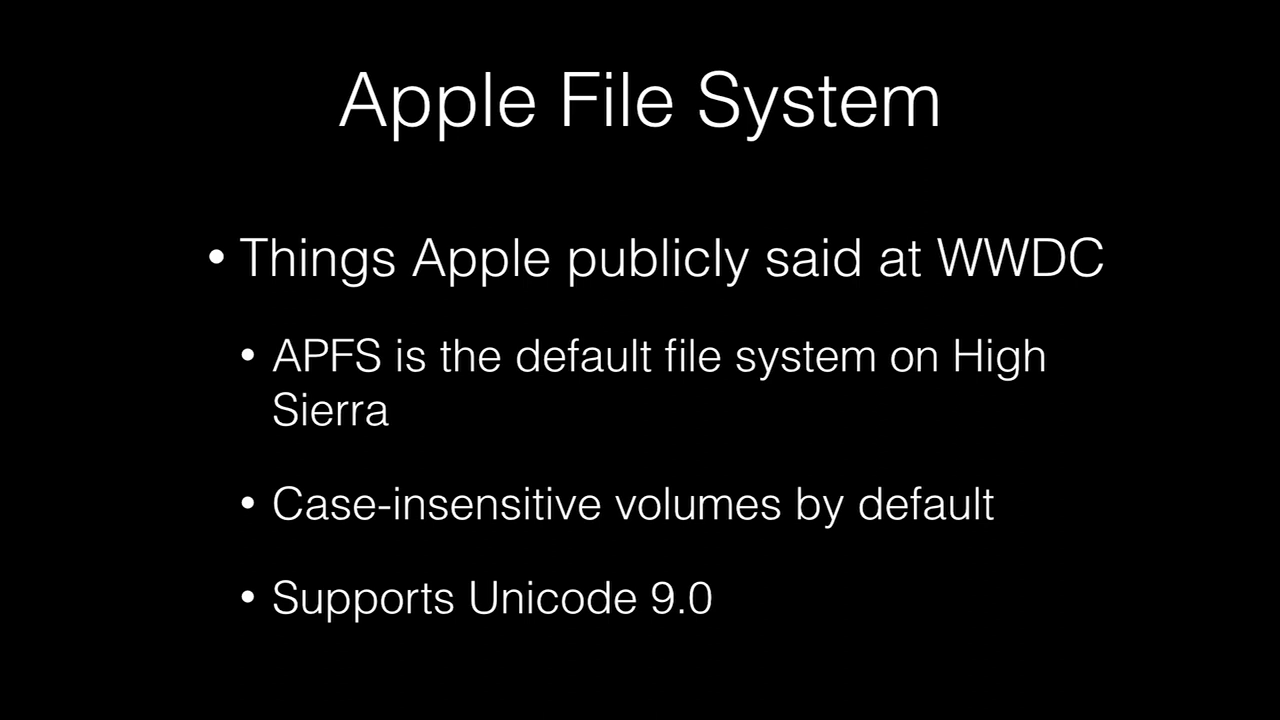 Apple File System
• Things Apple publicly said at WWDC
• APFS is the default file system on High
Sierra
• Case-insensitive volumes by default
• Supports Unicode 9.0